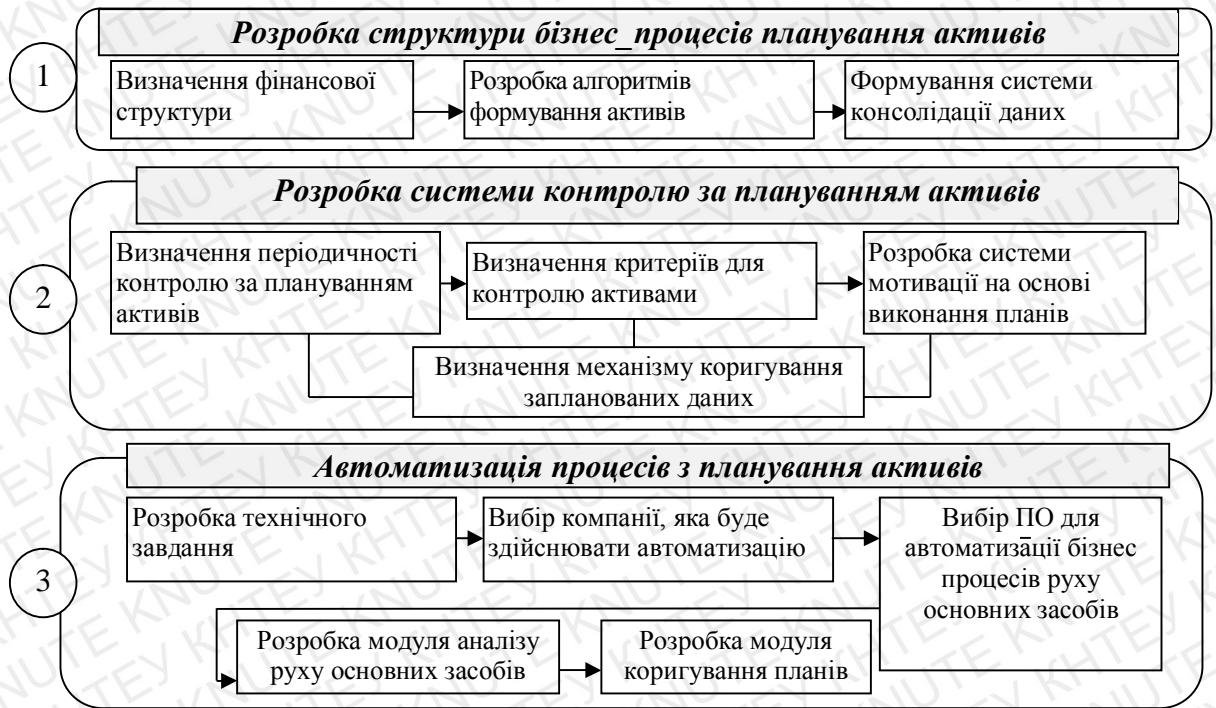 Розробка структури бізнес_процесів планування активів
1
Визначення фінансової
структури
Розробка алгоритмів
формування активів
Формування системи
консолідації даних
Розробка системи контролю за плануванням активів
2
Визначення періодичності
контролю за плануванням
активів
Визначення критеріїв для
контролю активами
Розробка системи
мотивації на основі
виконання планів
Визначення механізму коригування
запланованих даних
Автоматизація процесів з планування активів
3
Розробка технічного
завдання
Вибір компанії, яка буде
здійснювати автоматизацію
Вибір ПО для
автоматизації бізнес
процесів руху
основних засобів
Розробка модуля аналізу
руху основних засобів
Розробка модуля
коригування планів